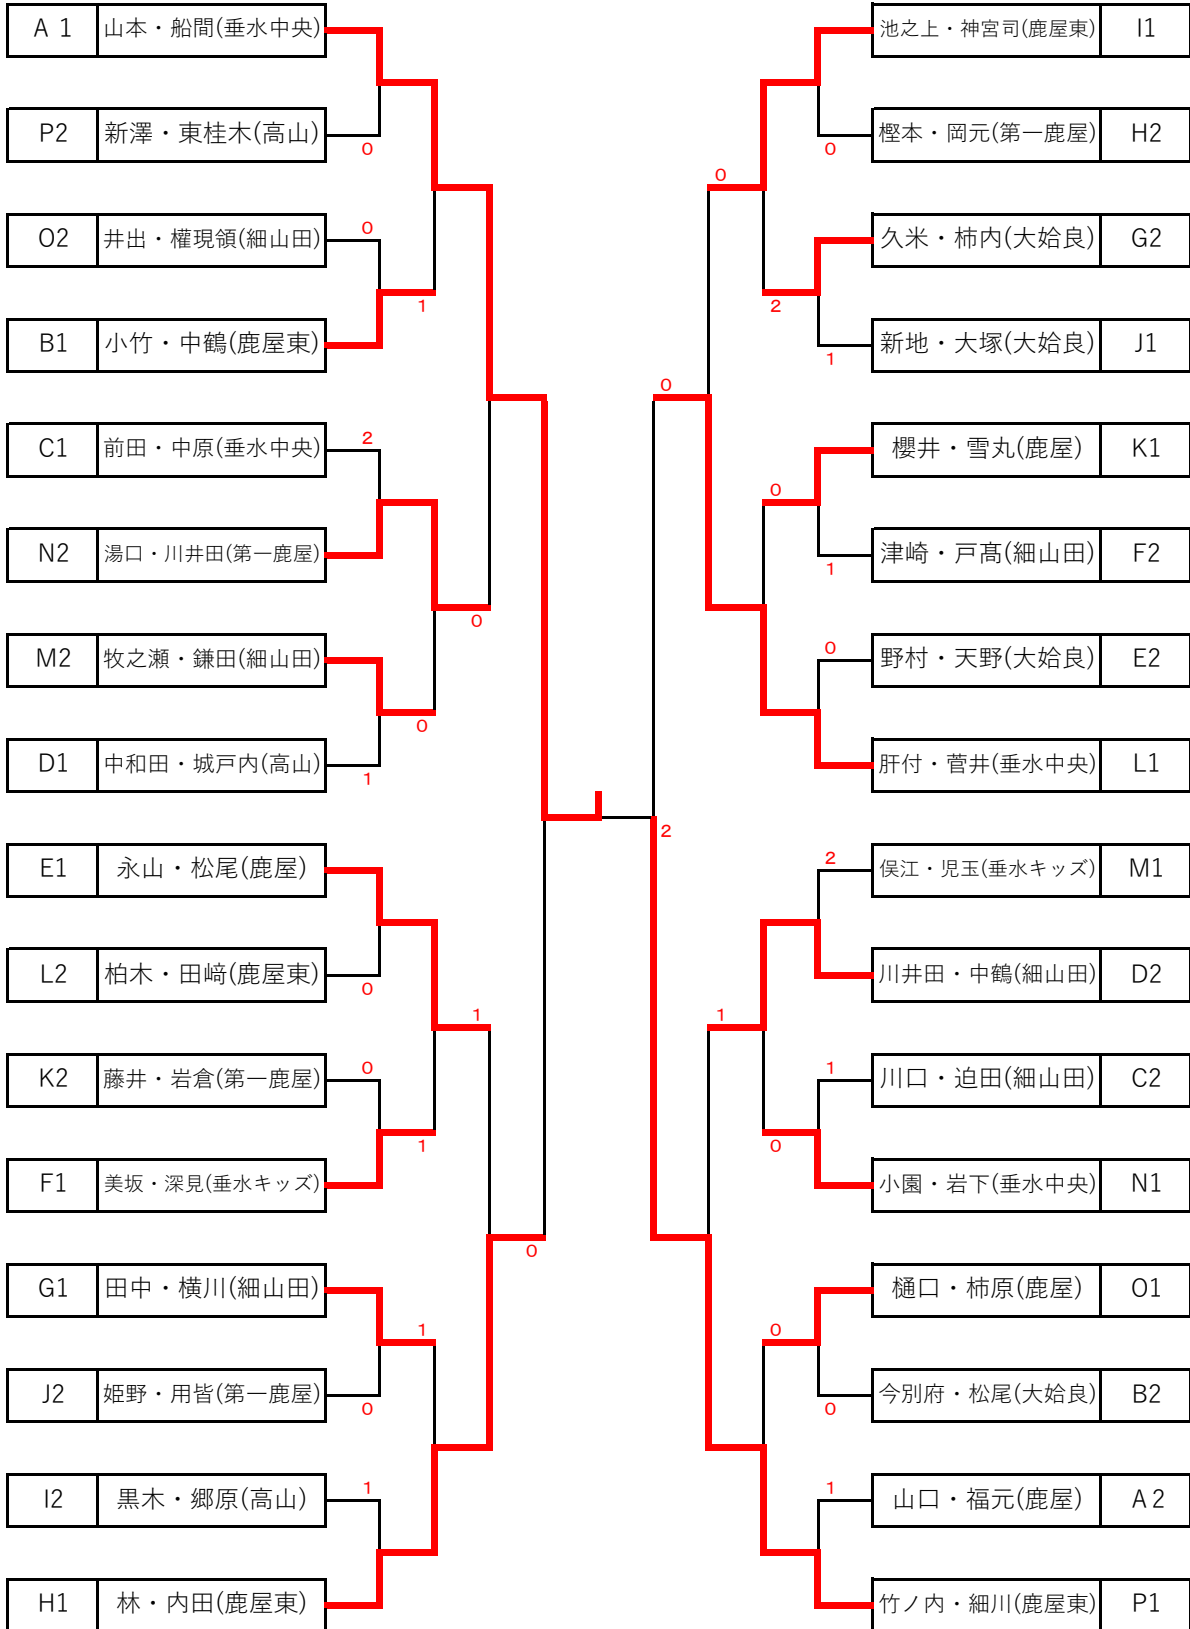 A 1 山本・船間(垂水中央)
P2 新澤・東桂木(高山)
0
O2 井出・權現領(細山田)
0
1
B1 小竹・中鶴(鹿屋東)
C1 前田・中原(垂水中央)
2
N2 湯口・川井田(第一鹿屋)
0
M2 牧之瀬・鎌田(細山田)
0
D1 中和田・城戸内(高山)
1
E1 永山・松尾(鹿屋)
L2 柏木・田﨑(鹿屋東)
0
1
K2 藤井・岩倉(第一鹿屋)
0
1
F1 美坂・深見(垂水キッズ)
0
G1 田中・横川(細山田)
1
J2 姫野・用皆(第一鹿屋)
0
I2 黒木・郷原(高山)
1
H1 林・内田(鹿屋東)
池之上・神宮司(鹿屋東) I1
樫本・岡元(第一鹿屋) H2
0
0
久米・柿内(大姶良) G2
2
新地・大塚(大姶良) J1
1
0
櫻井・雪丸(鹿屋) K1
0
津崎・戸髙(細山田) F2
1
野村・天野(大姶良) E2
0
肝付・菅井(垂水中央) L1
2
俣江・児玉(垂水キッズ) M1
2
川井田・中鶴(細山田) D2
1
川口・迫田(細山田) C2
1
0
小園・岩下(垂水中央) N1
樋口・柿原(鹿屋) O1
0
今別府・松尾(大姶良) B2
0
山口・福元(鹿屋) A 2
1
竹ノ内・細川(鹿屋東) P1